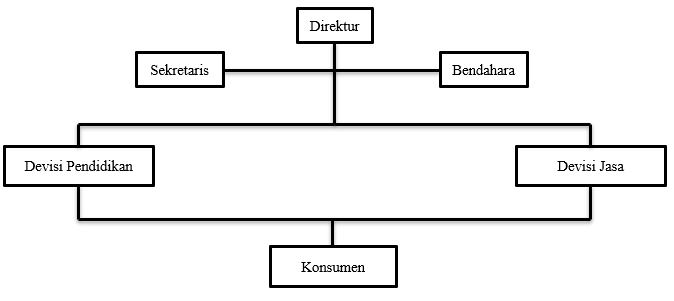 Direktur
Sekretaris
Bendahara
Devisi Pendidikan
Devisi Jasa
Konsumen